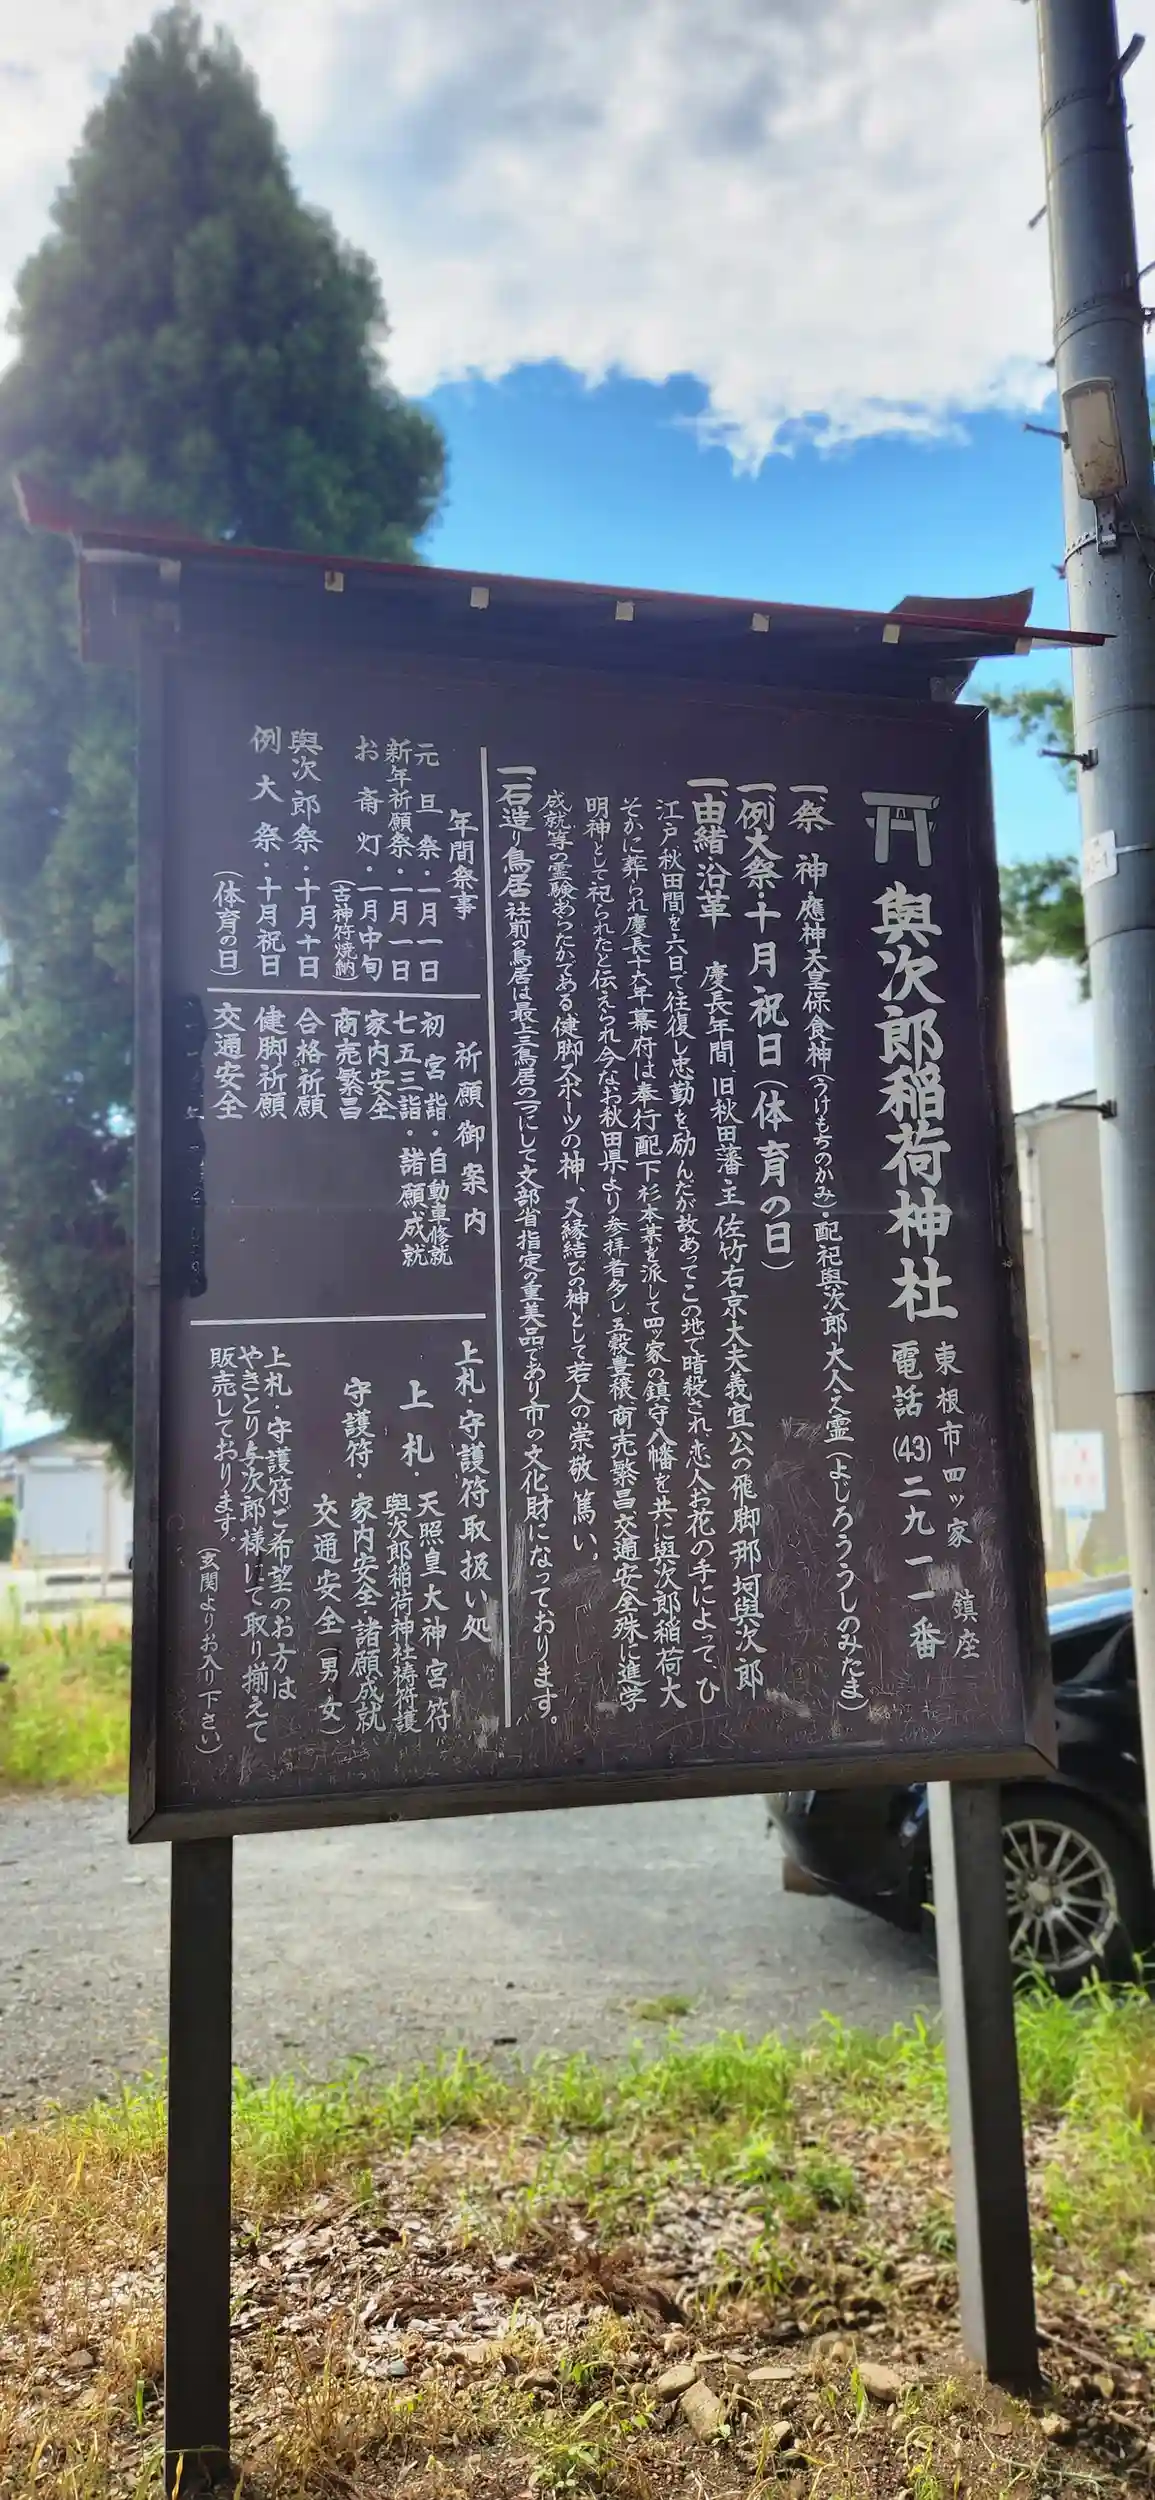 與次郎稲荷神社
東根市四ッ家 鎮座
電話(43)二九一一番
一、祭 神・應神天皇保食神(うけもちのかみ)・配祀與次郎大人之霊(よじろううしのみたま)
一、例大祭・十月祝日(体育の日)
一、由緒・沿革 慶長年間、旧秋田藩主佐竹右京大夫義宜公の飛脚那珂與次郎
江戸秋田間を六日で往復し忠勤を励んだが故あってこの地で暗殺され恋人お花の手によって、ひ
そかに葬られ慶長十六年幕府は奉行配下杉本某を派して四ッ家の鎮守八幡を共に與次郎稲荷大
明神として祀られたと伝えられ今なお秋田県より参拝者多し、五穀豊穣、商売繁昌交通安全殊に進学
成就等の霊験あらたかである。健脚スポーツの神、又縁結びの神として若人の崇敬篤い。
一、石造り鳥居 社前の鳥居は最上三鳥居の一つにして文部省指定の重美品であり市の文化財になっております。
年間祭事
元旦祭・一月一日
新年祈願祭・一月一日
お斎灯・一月中旬
(古神符焼納)
與次郎祭・十月十日
例大祭・十月祝日
(体育の日)
祈願御案内
初宮詣・自動車修祓
七五三詣・諸願成就
家内安全
商売繁昌
合格祈願
健脚祈願
交通安全
上札・守護符取扱い処
上札・天照皇大神宮符
與次郎稲荷神社祷符護
守護符・家内安全 諸願成就
交通安全(男・女)
上札・守護符ご希望のお方は
やきとり与次郎様にて取り揃えて
販売しております。
(玄関よりお入り下さい)